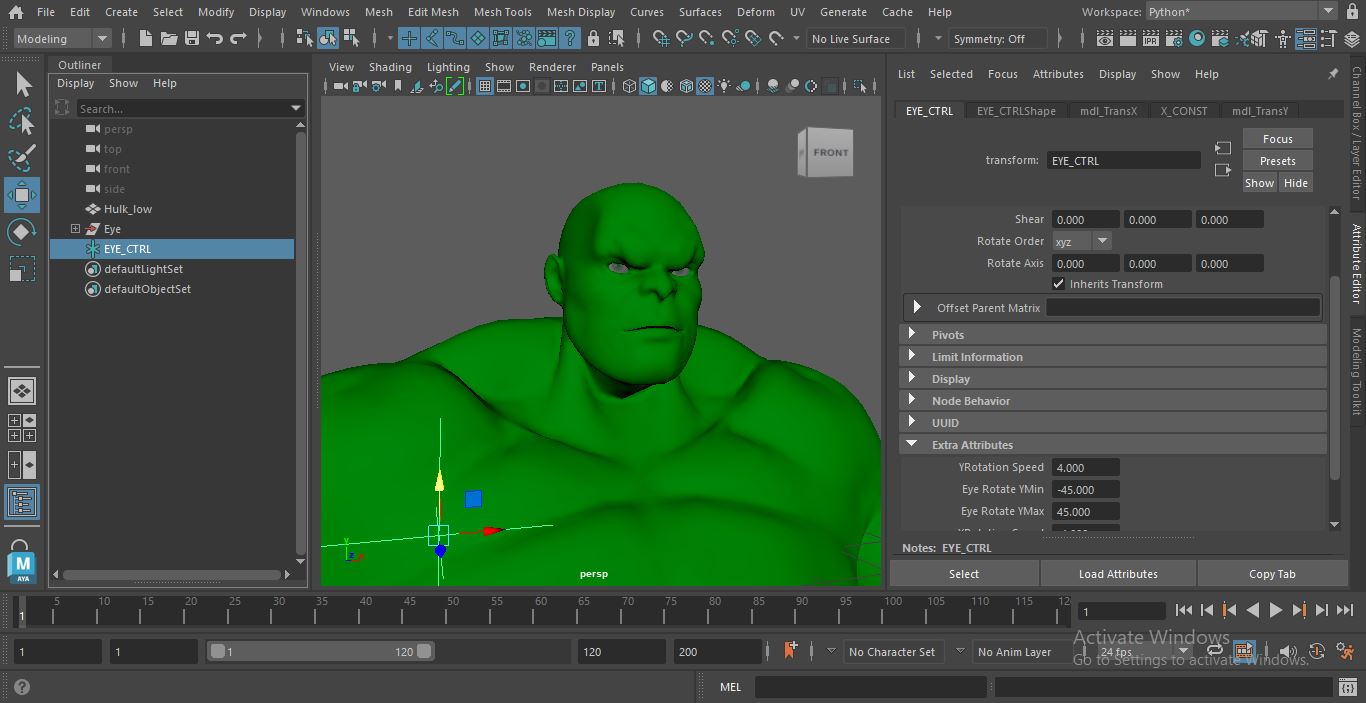 File Edit Create Select Modify Display Windows Mesh Edit Mesh Mesh Tools Mesh Display Curves Surfaces Deform UV Generate Cache Help Workspace: Python*
Modeling No Live Surface Symmetry: Off
IPR
Outliner
Display Show Help
Search...
persp
top
front
side
Hulk_low
Eye
EYE_CTRL
defaultLightSet
defaultObjectSet
View Shading Lighting Show Renderer Panels
FRONT
persp
List Selected Focus Attributes Display Show Help
EYE_CTRL EYE_CTRLShape mdl_TransX X_CONST mdl_TransY
transform: EYE_CTRL
Focus
Presets
Show Hide
Shear 0.000 0.000 0.000
Rotate Order xyz
Rotate Axis 0.000 0.000 0.000
Inherits Transform
Offset Parent Matrix
Pivots
Limit Information
Display
Node Behavior
UUID
Extra Attributes
YRotation Speed 4.000
Eye Rotate YMin -45.000
Eye Rotate YMax 45.000
Notes: EYE_CTRL
Select Load Attributes Copy Tab
Channel Box / Layer Editor
Attribute Editor
Modeling Toolkit
M
AYA
5 10 15 20 25 30 35 40 45 50 55 60 65 70 75 80 85 90 95 100 105 110 115 12
1
1
1 1 1 120 120 200 No Character Set No Anim Layer 24 fps
Activate Windows
Go to Settings to activate Windows.
MEL